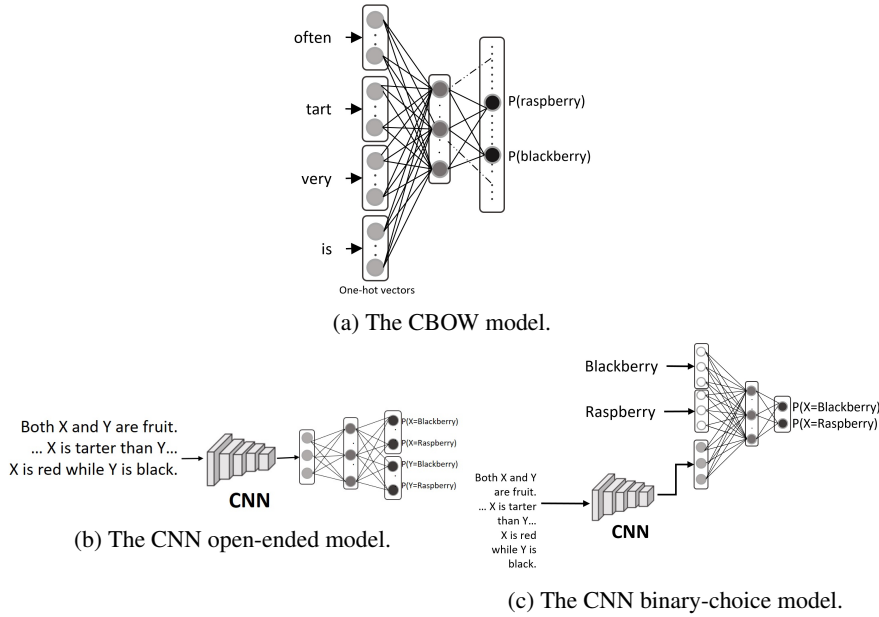 often
tart
very
is
One-hot vectors
P(raspberry)
P(blackberry)
(a) The CBOW model.
Both X and Y are fruit.
... X is tarter than Y...
X is red while Y is black.
CNN
P(X=Blackberry)
P(X=Raspberry)
P(Y=Blackberry)
P(Y=Raspberry)
(b) The CNN open-ended model.
Blackberry
Raspberry
Both X and Y
are fruit.
... X is tarter
than Y...
X is red
while Y is
black.
CNN
P(X=Blackberry)
P(X=Raspberry)
(c) The CNN binary-choice model.